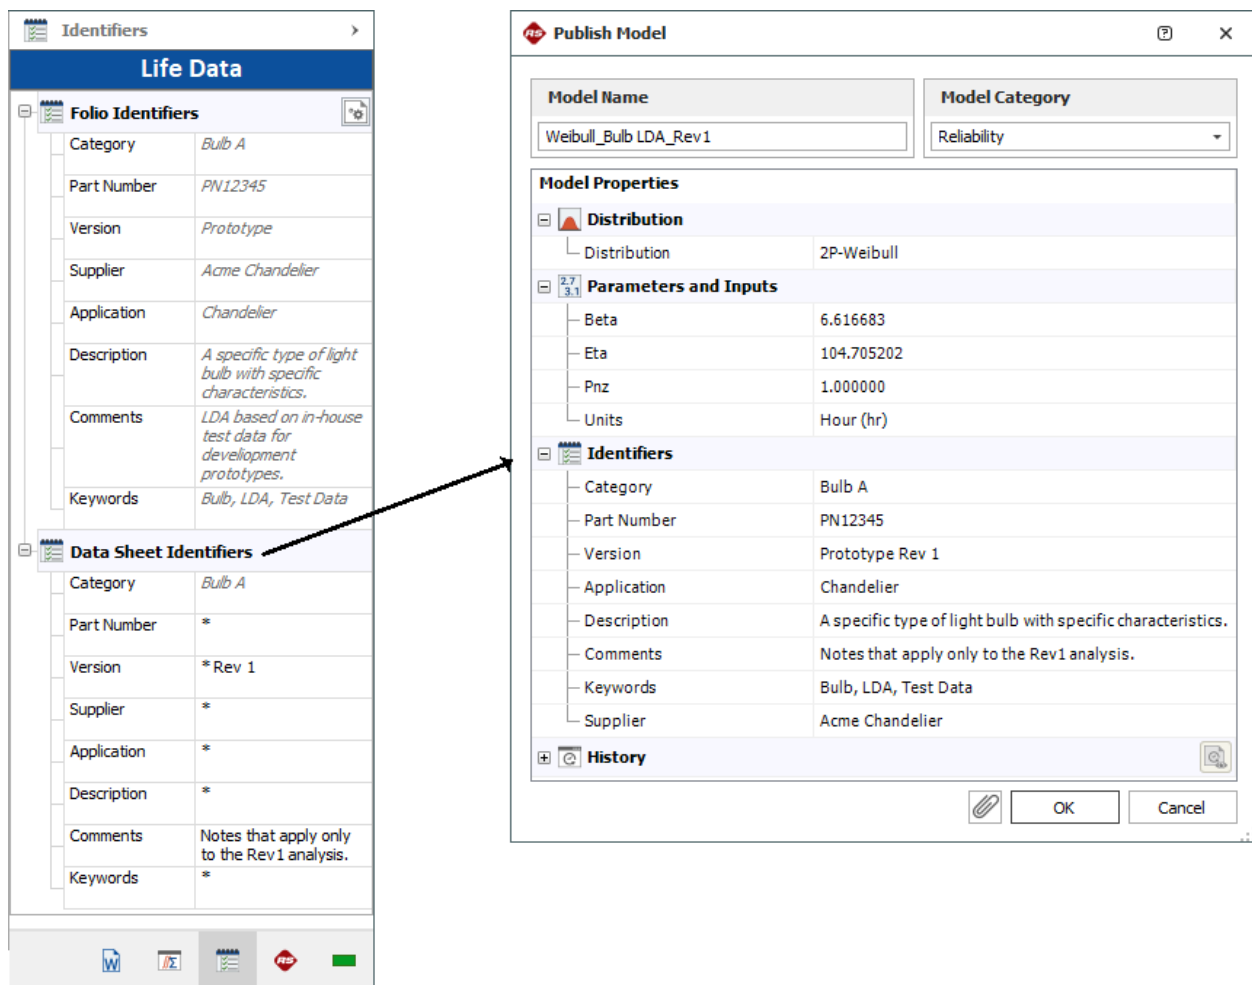 Identifiers
Life Data
Folio Identifiers
Category Bulb A
Part Number PN12345
Version Prototype
Supplier Acme Chandelier
Application Chandelier
Description A specific type of light
bulb with specific
characteristics.
Comments LDA based on in-house
test data for
development
prototypes.
Keywords Bulb, LDA, Test Data
Data Sheet Identifiers
Category Bulb A
Part Number *
Version * Rev 1
Supplier *
Application *
Description *
Comments Notes that apply only
to the Rev1 analysis.
Keywords *
W
Σ
RS
RS Publish Model
Model Name
Weibull_Bulb LDA_Rev1
Model Category
Reliability
Model Properties
Distribution
Distribution 2P-Weibull
2.7
3.1
Parameters and Inputs
Beta 6.616683
Eta 104.705202
Pnz 1.000000
Units Hour (hr)
Identifiers
Category Bulb A
Part Number PN12345
Version Prototype Rev 1
Application Chandelier
Description A specific type of light bulb with specific characteristics.
Comments Notes that apply only to the Rev1 analysis.
Keywords Bulb, LDA, Test Data
Supplier Acme Chandelier
History
OK Cancel